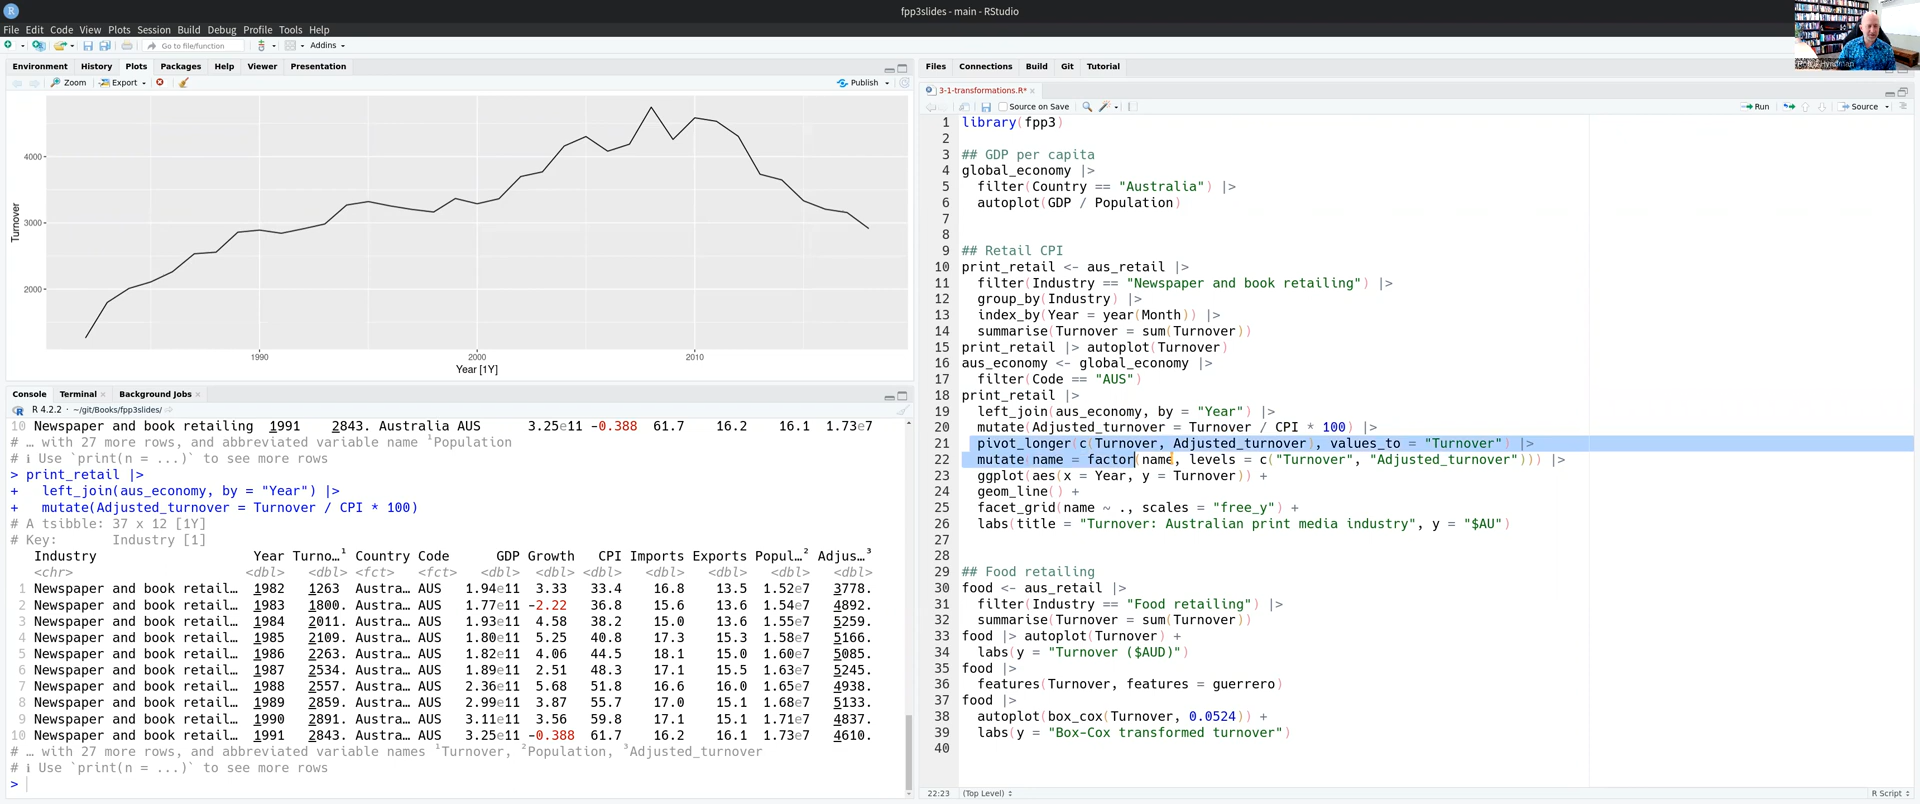 fpp3slides - main - RStudio
File Edit Code View Plots Session Build Debug Profile Tools Help
Go to file/function Addins
Environment History Plots Packages Help Viewer Presentation
Zoom Export Publish
4000
3000
2000
Turnover
1990 2000 2010
Year [1Y]
Console Terminal Background Jobs
R 4.2.2 · ~/git/Books/fpp3slides/
10 Newspaper and book retailing 1991 2843. Australia AUS 3.25e11 -0.388 61.7 16.2 16.1 1.73e7
# … with 27 more rows, and abbreviated variable name ¹Population
# ℹ Use `print(n = ...)` to see more rows
> print_retail |>
+ left_join(aus_economy, by = "Year") |>
+ mutate(Adjusted_turnover = Turnover / CPI * 100)
# A tsibble: 37 x 12 [1Y]
# Key: Industry [1]
Industry Year Turno…¹ Country Code GDP Growth CPI Imports Exports Popul…² Adjus…³
<chr> <dbl> <dbl> <fct> <fct> <dbl> <dbl> <dbl> <dbl> <dbl> <dbl> <dbl>
1 Newspaper and book retail… 1982 1263 Austra… AUS 1.94e11 3.33 33.4 16.8 13.5 1.52e7 3778.
2 Newspaper and book retail… 1983 1800. Austra… AUS 1.77e11 -2.22 36.8 15.6 13.6 1.54e7 4892.
3 Newspaper and book retail… 1984 2011. Austra… AUS 1.93e11 4.58 38.2 15.0 13.6 1.55e7 5259.
4 Newspaper and book retail… 1985 2109. Austra… AUS 1.80e11 5.25 40.8 17.3 15.3 1.58e7 5166.
5 Newspaper and book retail… 1986 2263. Austra… AUS 1.82e11 4.06 44.5 18.1 15.0 1.60e7 5085.
6 Newspaper and book retail… 1987 2534. Austra… AUS 1.89e11 2.51 48.3 17.1 15.5 1.63e7 5245.
7 Newspaper and book retail… 1988 2557. Austra… AUS 2.36e11 5.68 51.8 16.6 16.0 1.65e7 4938.
8 Newspaper and book retail… 1989 2859. Austra… AUS 2.99e11 3.87 55.7 17.0 15.1 1.68e7 5133.
9 Newspaper and book retail… 1990 2891. Austra… AUS 3.11e11 3.56 59.8 17.1 15.1 1.71e7 4837.
10 Newspaper and book retail… 1991 2843. Austra… AUS 3.25e11 -0.388 61.7 16.2 16.1 1.73e7 4610.
# … with 27 more rows, and abbreviated variable names ¹Turnover, ²Population, ³Adjusted_turnover
# ℹ Use `print(n = ...)` to see more rows
>
Files Connections Build Git Tutorial
3-1-transformations.R*
Source on Save Run Source
1 library(fpp3)
2
3 ## GDP per capita
4 global_economy |>
5 filter(Country == "Australia") |>
6 autoplot(GDP / Population)
7
8
9 ## Retail CPI
10 print_retail <- aus_retail |>
11 filter(Industry == "Newspaper and book retailing") |>
12 group_by(Industry) |>
13 index_by(Year = year(Month)) |>
14 summarise(Turnover = sum(Turnover))
15 print_retail |> autoplot(Turnover)
16 aus_economy <- global_economy |>
17 filter(Code == "AUS")
18 print_retail |>
19 left_join(aus_economy, by = "Year") |>
20 mutate(Adjusted_turnover = Turnover / CPI * 100) |>
21 pivot_longer(c(Turnover, Adjusted_turnover), values_to = "Turnover") |>
22 mutate(name = factor(name, levels = c("Turnover", "Adjusted_turnover"))) |>
23 ggplot(aes(x = Year, y = Turnover)) +
24 geom_line() +
25 facet_grid(name ~ ., scales = "free_y") +
26 labs(title = "Turnover: Australian print media industry", y = "$AU")
27
28
29 ## Food retailing
30 food <- aus_retail |>
31 filter(Industry == "Food retailing") |>
32 summarise(Turnover = sum(Turnover))
33 food |> autoplot(Turnover) +
34 labs(y = "Turnover ($AUD)")
35 food |>
36 features(Turnover, features = guerrero)
37 food |>
38 autoplot(box_cox(Turnover, 0.0524)) +
39 labs(y = "Box-Cox transformed turnover")
40
22:23 (Top Level) R Script